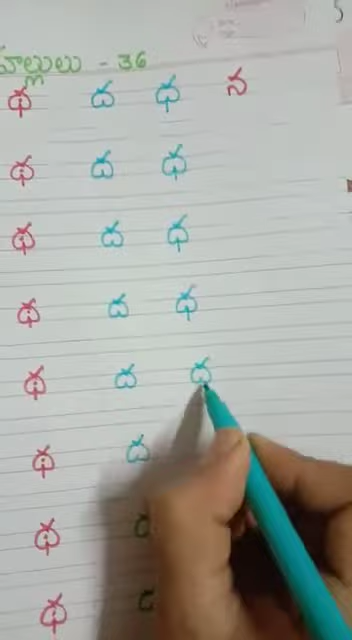 హల్లులు - 36
థ ద ధ న
థ ద ధ
థ ద ధ
థ ద ధ
థ ద ద
థ ద
థ
థ